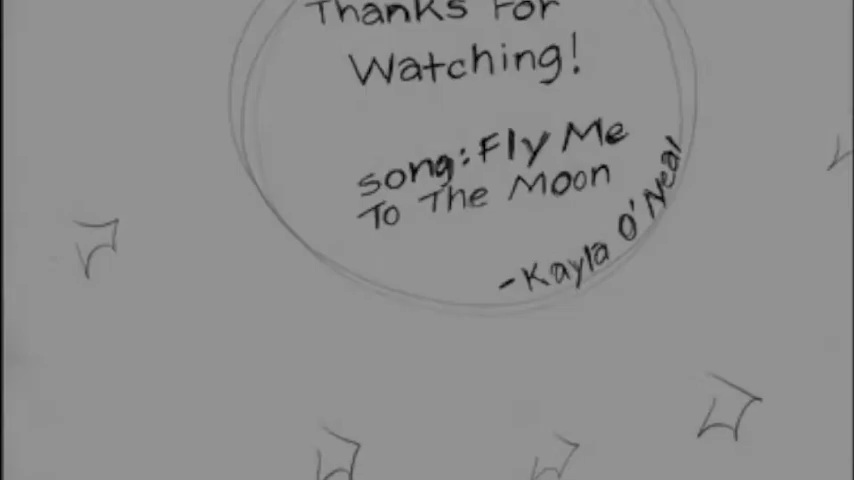 Thanks For
Watching!
song: Fly Me
To The Moon
-Kayla O'Neal